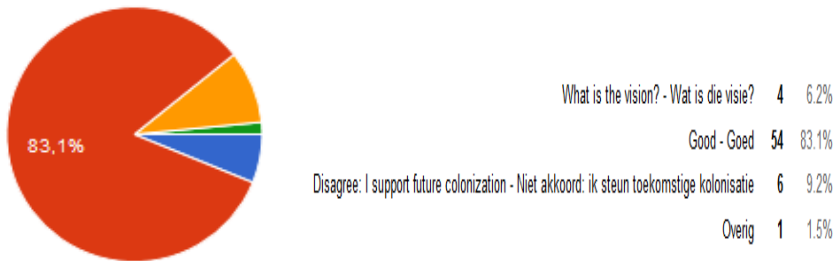 83,1%
What is the vision? - Wat is die visie? 4 6.2%
Good - Goed 54 83.1%
Disagree: I support future colonization - Niet akkoord: ik steun toekomstige kolonisatie 6 9.2%
Overig 1 1.5%